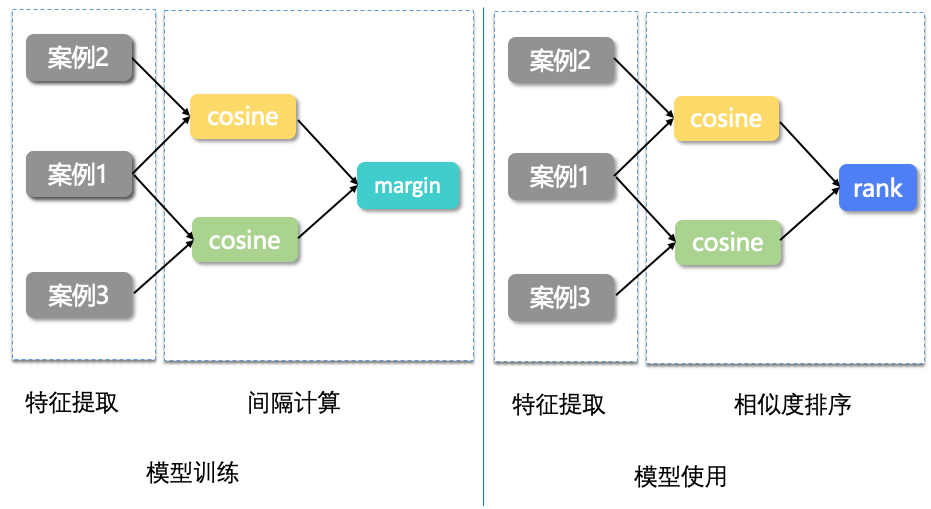 案例2
cosine
案例1
margin
cosine
案例3
特征提取
间隔计算
模型训练
案例2
cosine
案例1
rank
cosine
案例3
特征提取
相似度排序
模型使用